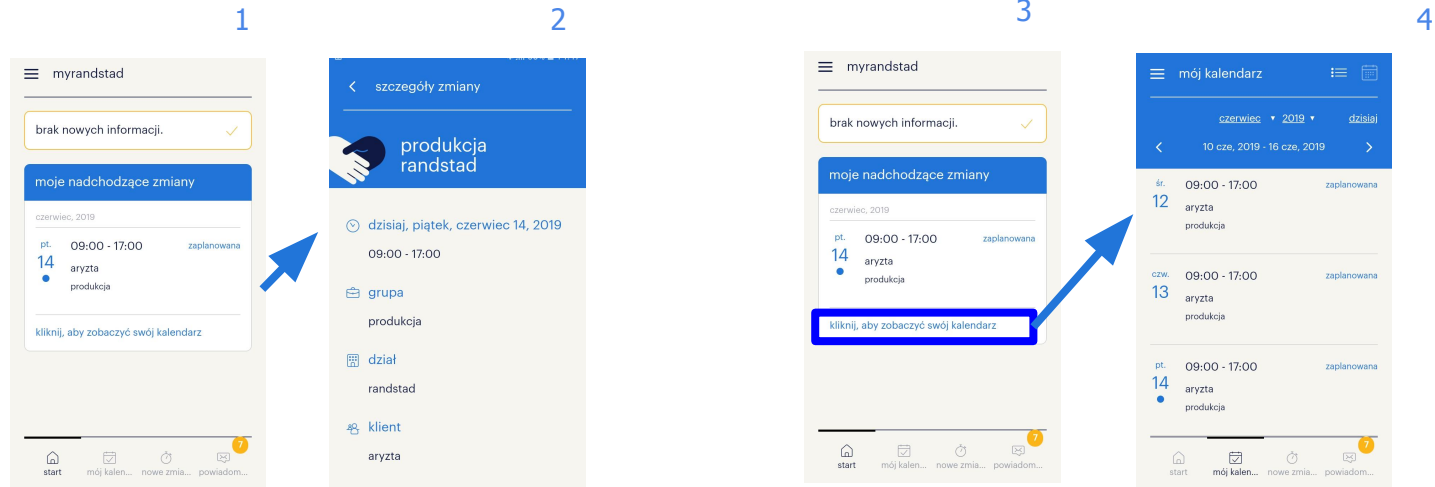 1
myrandstad
brak nowych informacji.
moje nadchodzące zmiany
czerwiec, 2019
pt.
14
09:00 - 17:00
zaplanowana
aryzta
produkcja
kliknij, aby zobaczyć swój kalendarz
7
start
mój kalen...
nowe zmia...
powiadom...
2
szczegóły zmiany
produkcja
randstad
dzisiaj, piątek, czerwiec 14, 2019
09:00 - 17:00
grupa
produkcja
dział
randstad
klient
aryzta
3
myrandstad
brak nowych informacji.
moje nadchodzące zmiany
czerwiec, 2019
pt.
14
09:00 - 17:00
zaplanowana
aryzta
produkcja
kliknij, aby zobaczyć swój kalendarz
7
start
mój kalen...
nowe zmia...
powiadom...
4
mój kalendarz
czerwiec ▾ 2019 ▾ dzisiaj
10 cze, 2019 - 16 cze, 2019
śr.
12
09:00 - 17:00
zaplanowana
aryzta
produkcja
czw.
13
09:00 - 17:00
zaplanowana
aryzta
produkcja
pt.
14
09:00 - 17:00
zaplanowana
aryzta
produkcja
7
start
mój kalen...
nowe zmia...
powiadom...